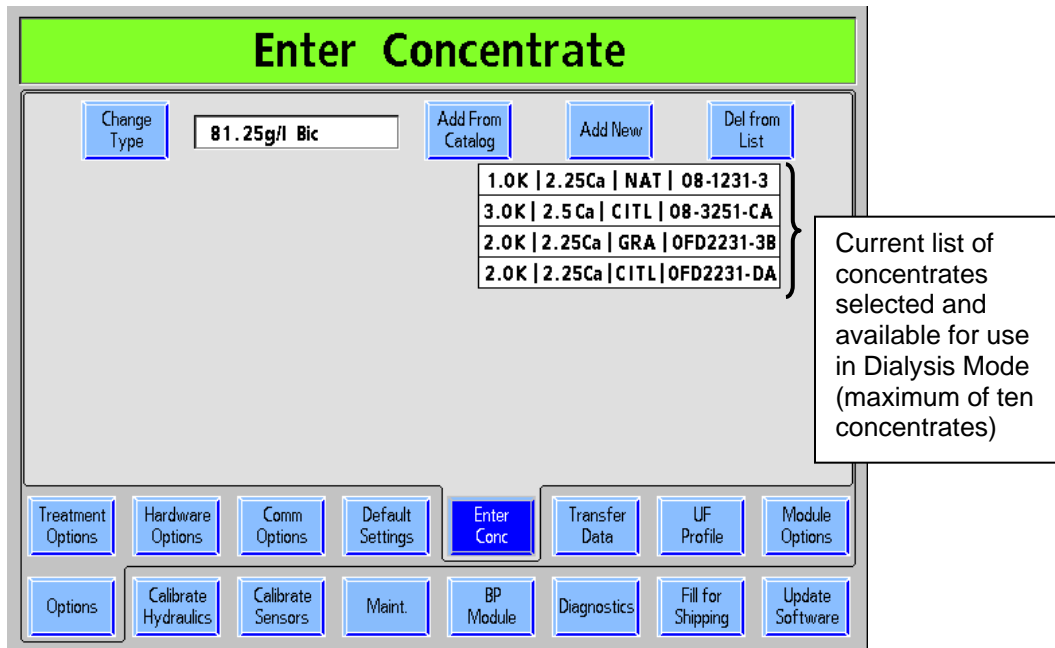 Enter Concentrate
Change
Type
81.25g/l Bic
Add From
Catalog
Add New
Del from
List
1.0K | 2.25Ca | NAT | 08-1231-3
3.0K | 2.5Ca | CITL | 08-3251-CA
2.0K | 2.25Ca | GRA | 0FD2231-3B
2.0K | 2.25Ca | CITL | 0FD2231-DA
Current list of
concentrates
selected and
available for use
in Dialysis Mode
(maximum of ten
concentrates)
Treatment
Options
Hardware
Options
Comm
Options
Default
Settings
Enter
Conc
Transfer
Data
UF
Profile
Module
Options
Options
Calibrate
Hydraulics
Calibrate
Sensors
Maint.
BP
Module
Diagnostics
Fill for
Shipping
Update
Software